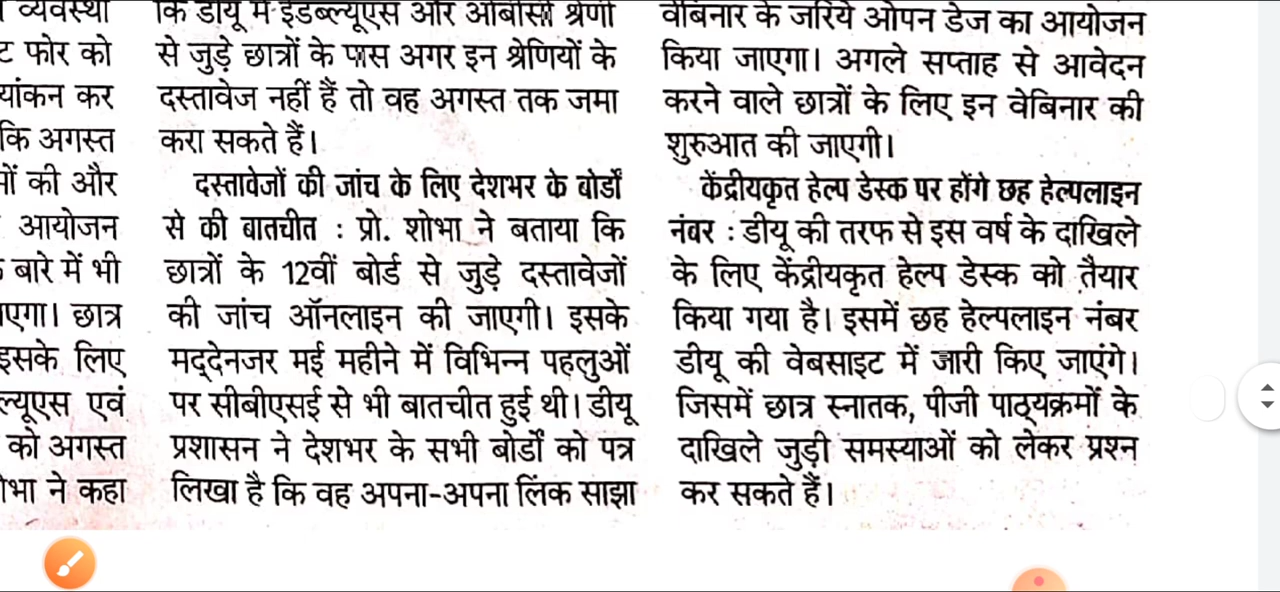 व्यवस्था
फोर को
यांकन कर
कि अगस्त
की और
आयोजन
बारे में भी
छात्र
इसके लिए
एवं
को अगस्त
ने कहा
कि डीयू में ईडब्ल्यूएस और ओबीसी श्रेणी
से जुड़े छात्रों के पास अगर इन श्रेणियों के
दस्तावेज नहीं हैं तो वह अगस्त तक जमा
करा सकते हैं।
दस्तावेजों की जांच के लिए देशभर के बोर्डों
से की बातचीत : प्रो. शोभा ने बताया कि
छात्रों के 12वीं बोर्ड से जुड़े दस्तावेजों
की जांच ऑनलाइन की जाएगी। इसके
मद्देनजर मई महीने में विभिन्न पहलुओं
पर सीबीएसई से भी बातचीत हुई थी। डीयू
प्रशासन ने देशभर के सभी बोर्डों को पत्र
लिखा है कि वह अपना-अपना लिंक साझा
वेबिनार के जरिये ओपन डेज का आयोजन
किया जाएगा। अगले सप्ताह से आवेदन
करने वाले छात्रों के लिए इन वेबिनार की
शुरुआत की जाएगी।
केंद्रीयकृत हेल्प डेस्क पर होंगे छह हेल्पलाइन
नंबर : डीयू की तरफ से इस वर्ष के दाखिले
के लिए केंद्रीयकृत हेल्प डेस्क को तैयार
किया गया है। इसमें छह हेल्पलाइन नंबर
डीयू की वेबसाइट में जारी किए जाएंगे।
जिसमें छात्र स्नातक, पीजी पाठ्यक्रमों के
दाखिले जुड़ी समस्याओं को लेकर प्रश्न
कर सकते हैं।